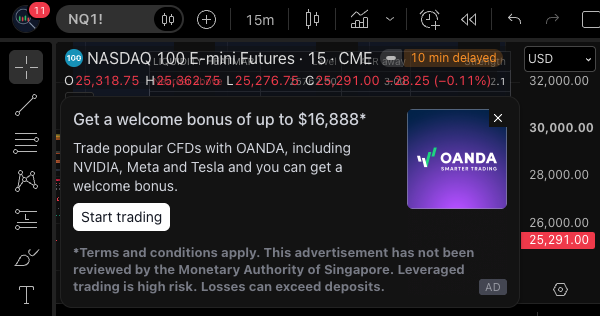 11
NQ1!
15m
100 NASDAQ 100 E-mini Futures · 15 · CME
10 min delayed
USD
O25,318.75 H25,362.75 L25,276.75 C25,291.00 −28.25 (−0.11%)
2.1
32,000.00
30,000.00
28,000.00
26,000.00
25,291.00
Get a welcome bonus of up to $16,888*
Trade popular CFDs with OANDA, including
NVIDIA, Meta and Tesla and you can get a
welcome bonus.
Start trading
OANDA
SMARTER TRADING
*Terms and conditions apply. This advertisement has not been
reviewed by the Monetary Authority of Singapore. Leveraged
trading is high risk. Losses can exceed deposits.
AD
T